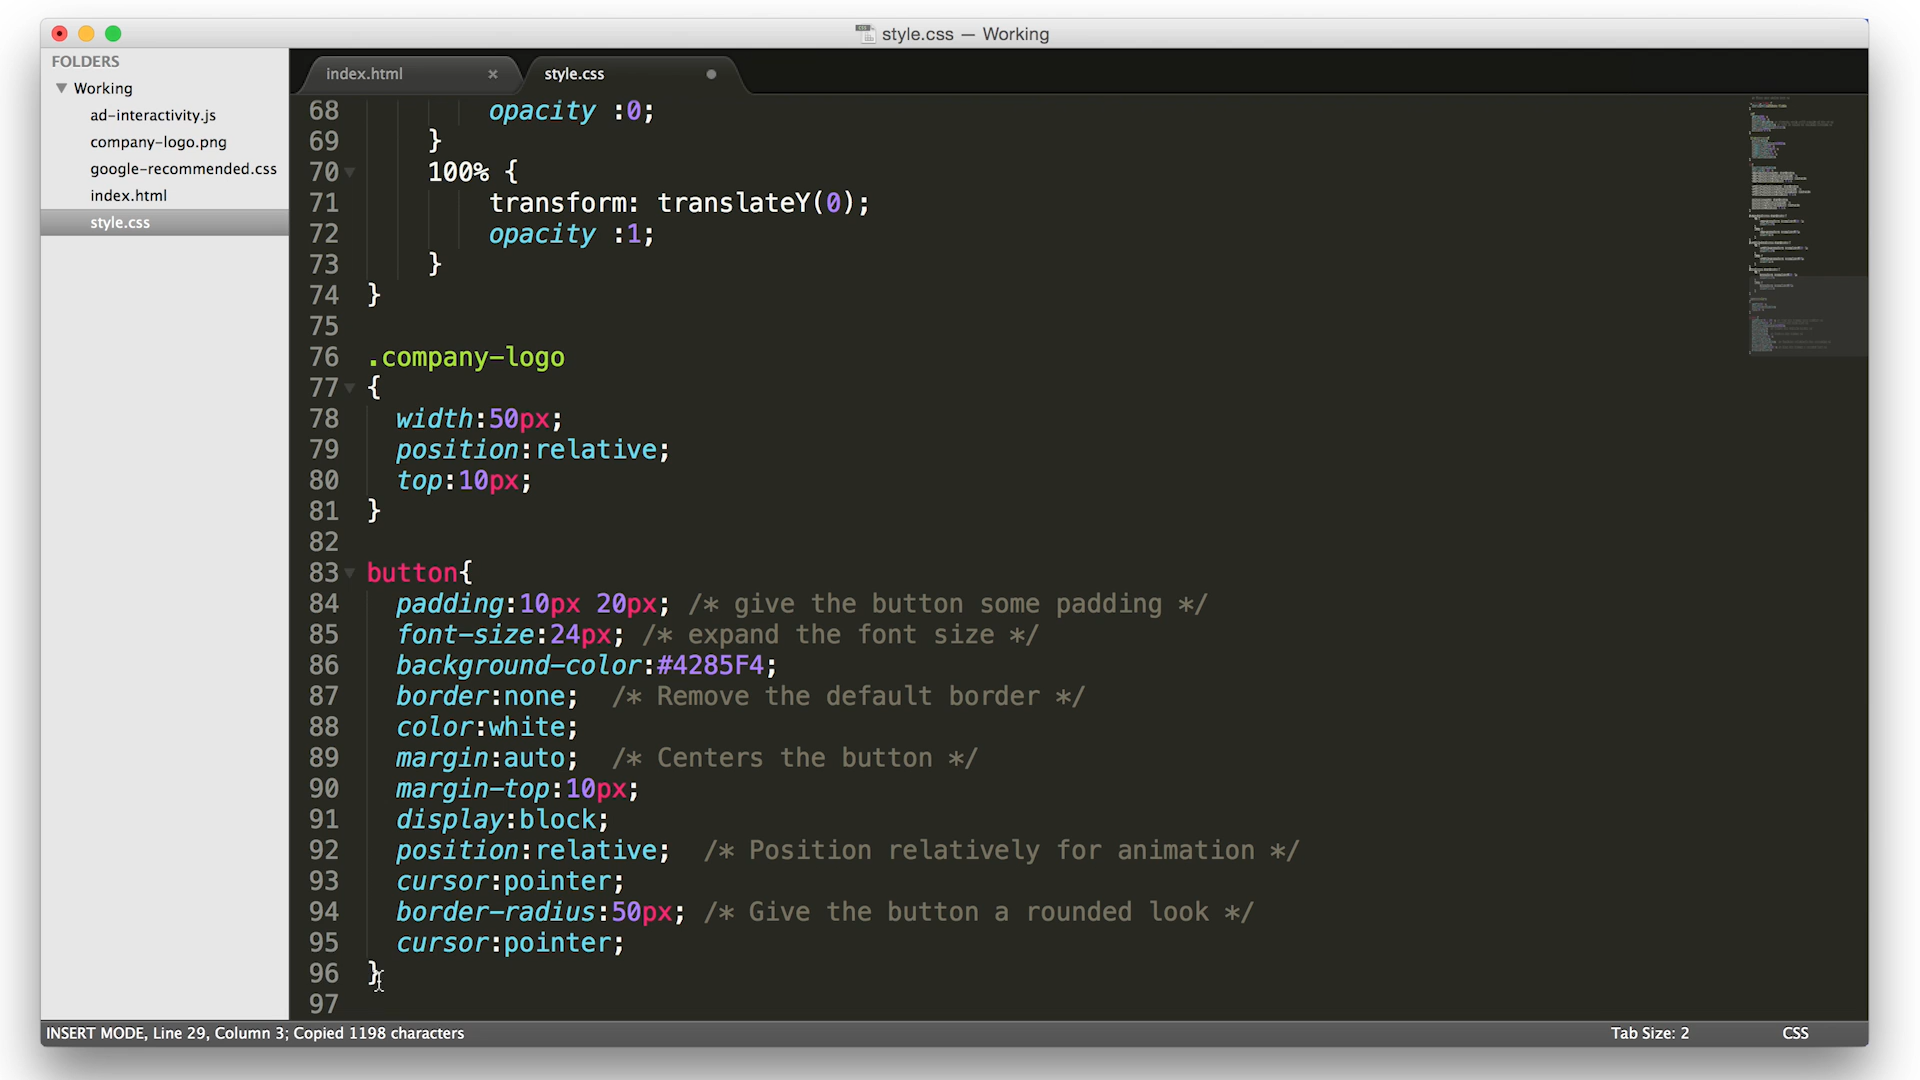 style.css — Working
FOLDERS
Working
ad-interactivity.js
company-logo.png
google-recommended.css
index.html
style.css
index.html ×
style.css
68 opacity :0;
69 }
70 100% {
71 transform: translateY(0);
72 opacity :1;
73 }
74 }
75
76 .company-logo
77 {
78 width:50px;
79 position:relative;
80 top:10px;
81 }
82
83 button{
84 padding:10px 20px; /* give the button some padding */
85 font-size:24px; /* expand the font size */
86 background-color:#4285F4;
87 border:none;  /* Remove the default border */
88 color:white;
89 margin:auto;  /* Centers the button */
90 margin-top:10px;
91 display:block;
92 position:relative;  /* Position relatively for animation */
93 cursor:pointer;
94 border-radius:50px; /* Give the button a rounded look */
95 cursor:pointer;
96 }
97
INSERT MODE, Line 29, Column 3; Copied 1198 characters
Tab Size: 2
CSS